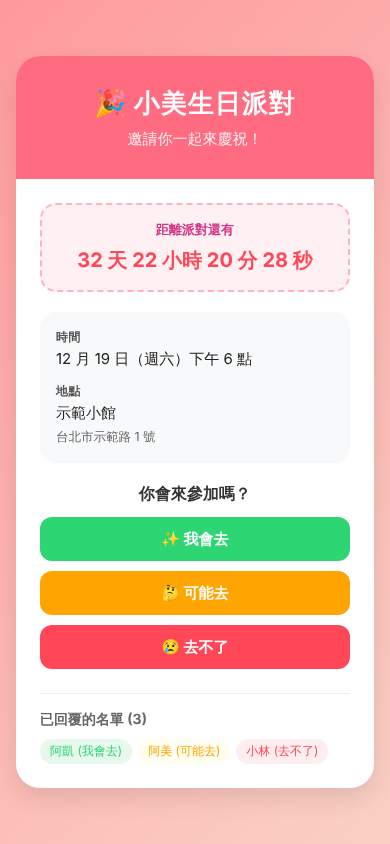 🎉 小美生日派對
邀請你一起來慶祝！
距離派對還有
32 天 22 小時 20 分 28 秒
時間
12 月 19 日（週六）下午 6 點
地點
示範小館
台北市示範路 1 號
你會來參加嗎？
✨ 我會去
🤔 可能去
😢 去不了
已回覆的名單 (3)
阿凱 (我會去) 阿美 (可能去) 小林 (去不了)